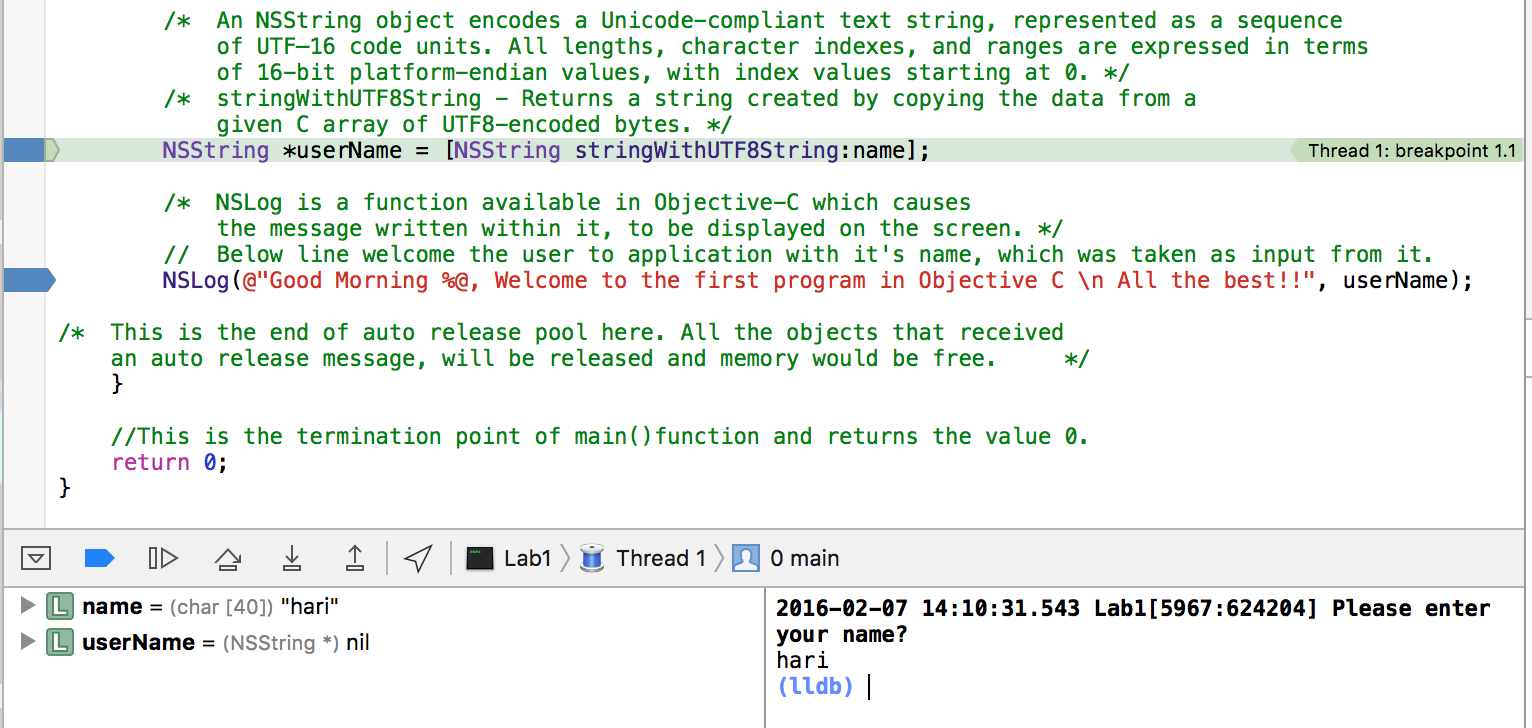 /*  An NSString object encodes a Unicode-compliant text string, represented as a sequence
of UTF–16 code units. All lengths, character indexes, and ranges are expressed in terms
of 16-bit platform-endian values, with index values starting at 0. */
/*  stringWithUTF8String - Returns a string created by copying the data from a
given C array of UTF8-encoded bytes. */
NSString *userName = [NSString stringWithUTF8String:name];
Thread 1: breakpoint 1.1
/*  NSLog is a function available in Objective-C which causes
the message written within it, to be displayed on the screen. */
//  Below line welcome the user to application with it's name, which was taken as input from it.
NSLog(@"Good Morning %@, Welcome to the first program in Objective C \n All the best!!", userName);
/*  This is the end of auto release pool here. All the objects that received
an auto release message, will be released and memory would be free.     */
}
//This is the termination point of main()function and returns the value 0.
return 0;
}
Lab1 Thread 1 0 main
L name = (char [40]) "hari"
L userName = (NSString *) nil
2016-02-07 14:10:31.543 Lab1[5967:624204] Please enter
your name?
hari
(lldb)